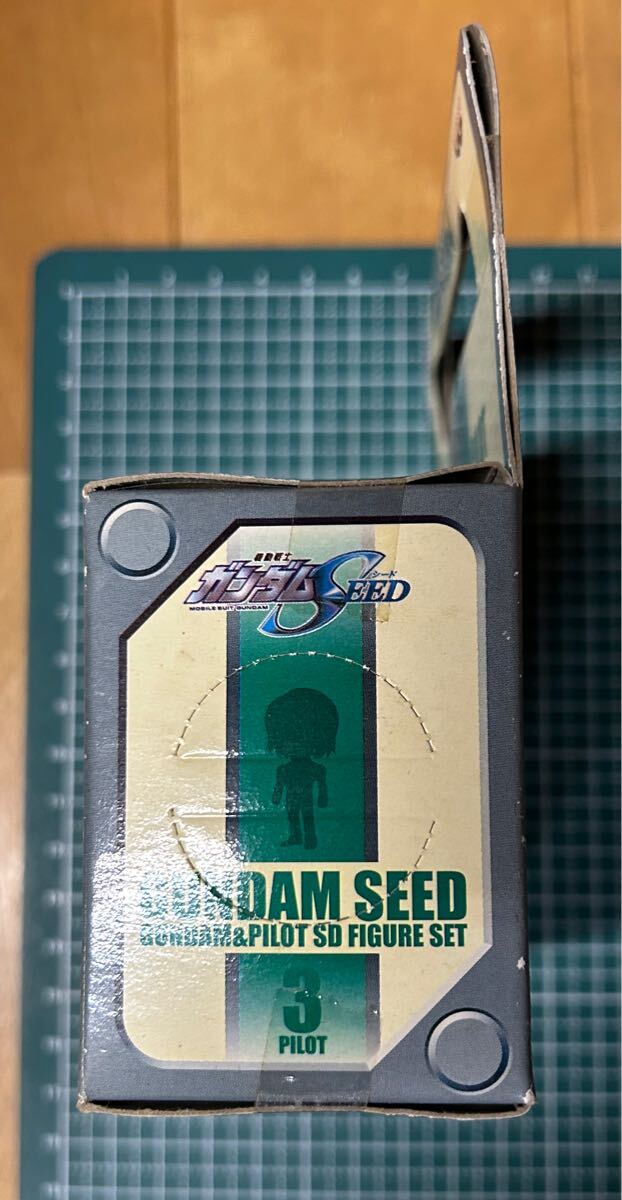 機動戦士
ガンダムSEED
シード
MOBILE SUIT GUNDAM
GUNDAM SEED
GUNDAM&PILOT SD FIGURE SET
3
PILOT